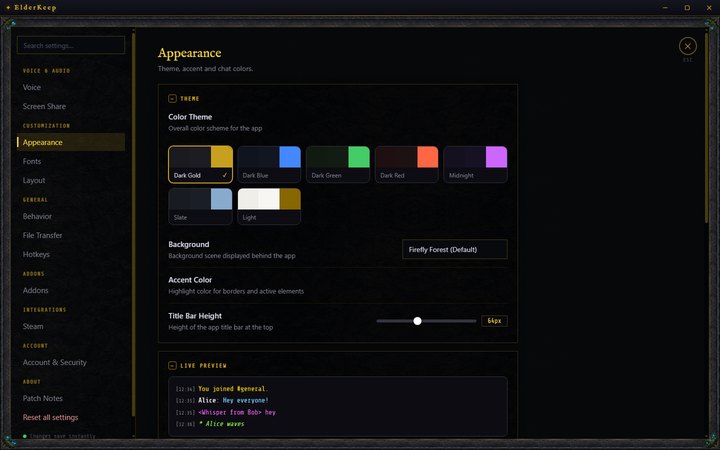 ElderKeep
Search settings...
VOICE & AUDIO
Voice
Screen Share
CUSTOMIZATION
Appearance
Fonts
Layout
GENERAL
Behavior
File Transfer
Hotkeys
ADDONS
Addons
INTEGRATIONS
Steam
ACCOUNT
Account & Security
ABOUT
Patch Notes
Reset all settings
Changes save instantly
Appearance
Theme, accent and chat colors.
ESC
THEME
Color Theme
Overall color scheme for the app
Dark Gold ✓
Dark Blue
Dark Green
Dark Red
Midnight
Slate
Light
Background
Background scene displayed behind the app
Firefly Forest (Default)
Accent Color
Highlight color for borders and active elements
Title Bar Height
Height of the app title bar at the top
64px
LIVE PREVIEW
[12:34] You joined #general.
[12:35] Alice: Hey everyone!
[12:35] <Whisper from Bob> hey
[12:36] * Alice waves